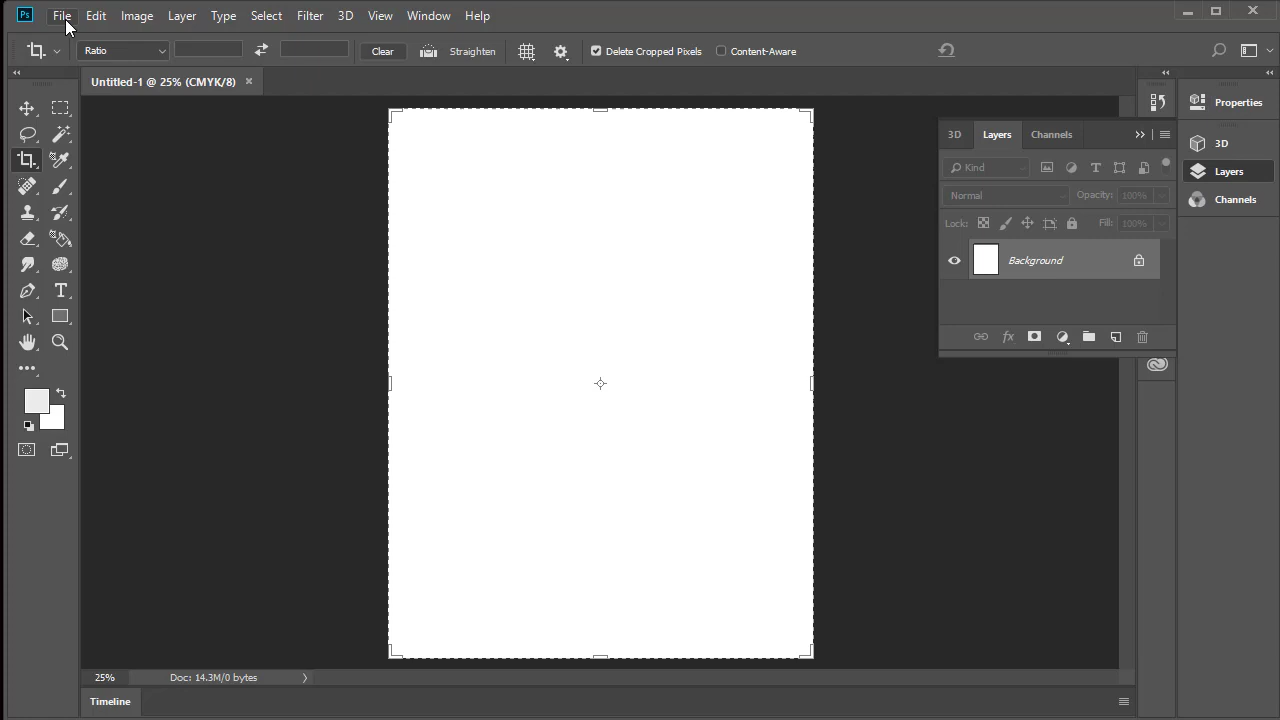 Ps File Edit Image Layer Type Select Filter 3D View Window Help
Ratio Clear Straighten Delete Cropped Pixels Content-Aware
Untitled-1 @ 25% (CMYK/8) ×
Properties
3D
Layers
Channels
3D Layers Channels
Kind
Normal Opacity: 100%
Lock: Fill: 100%
Background
25% Doc: 14.3M/0 bytes
Timeline